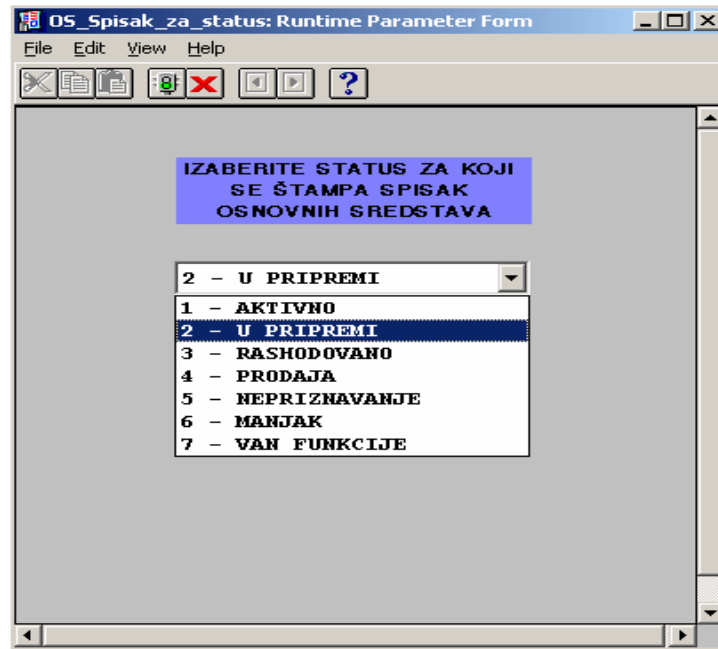 OS_Spisak_za_status: Runtime Parameter Form
File Edit View Help
IZABERITE STATUS ZA KOJI
SE ŠTAMPA SPISAK
OSNOVNIH SREDSTAVA
2 - U PRIPREMI
1 - AKTIVNO
2 - U PRIPREMI
3 - RASHODOVANO
4 - PRODAJA
5 - NEPRIZNAVANJE
6 - MANJAK
7 - VAN FUNKCIJE